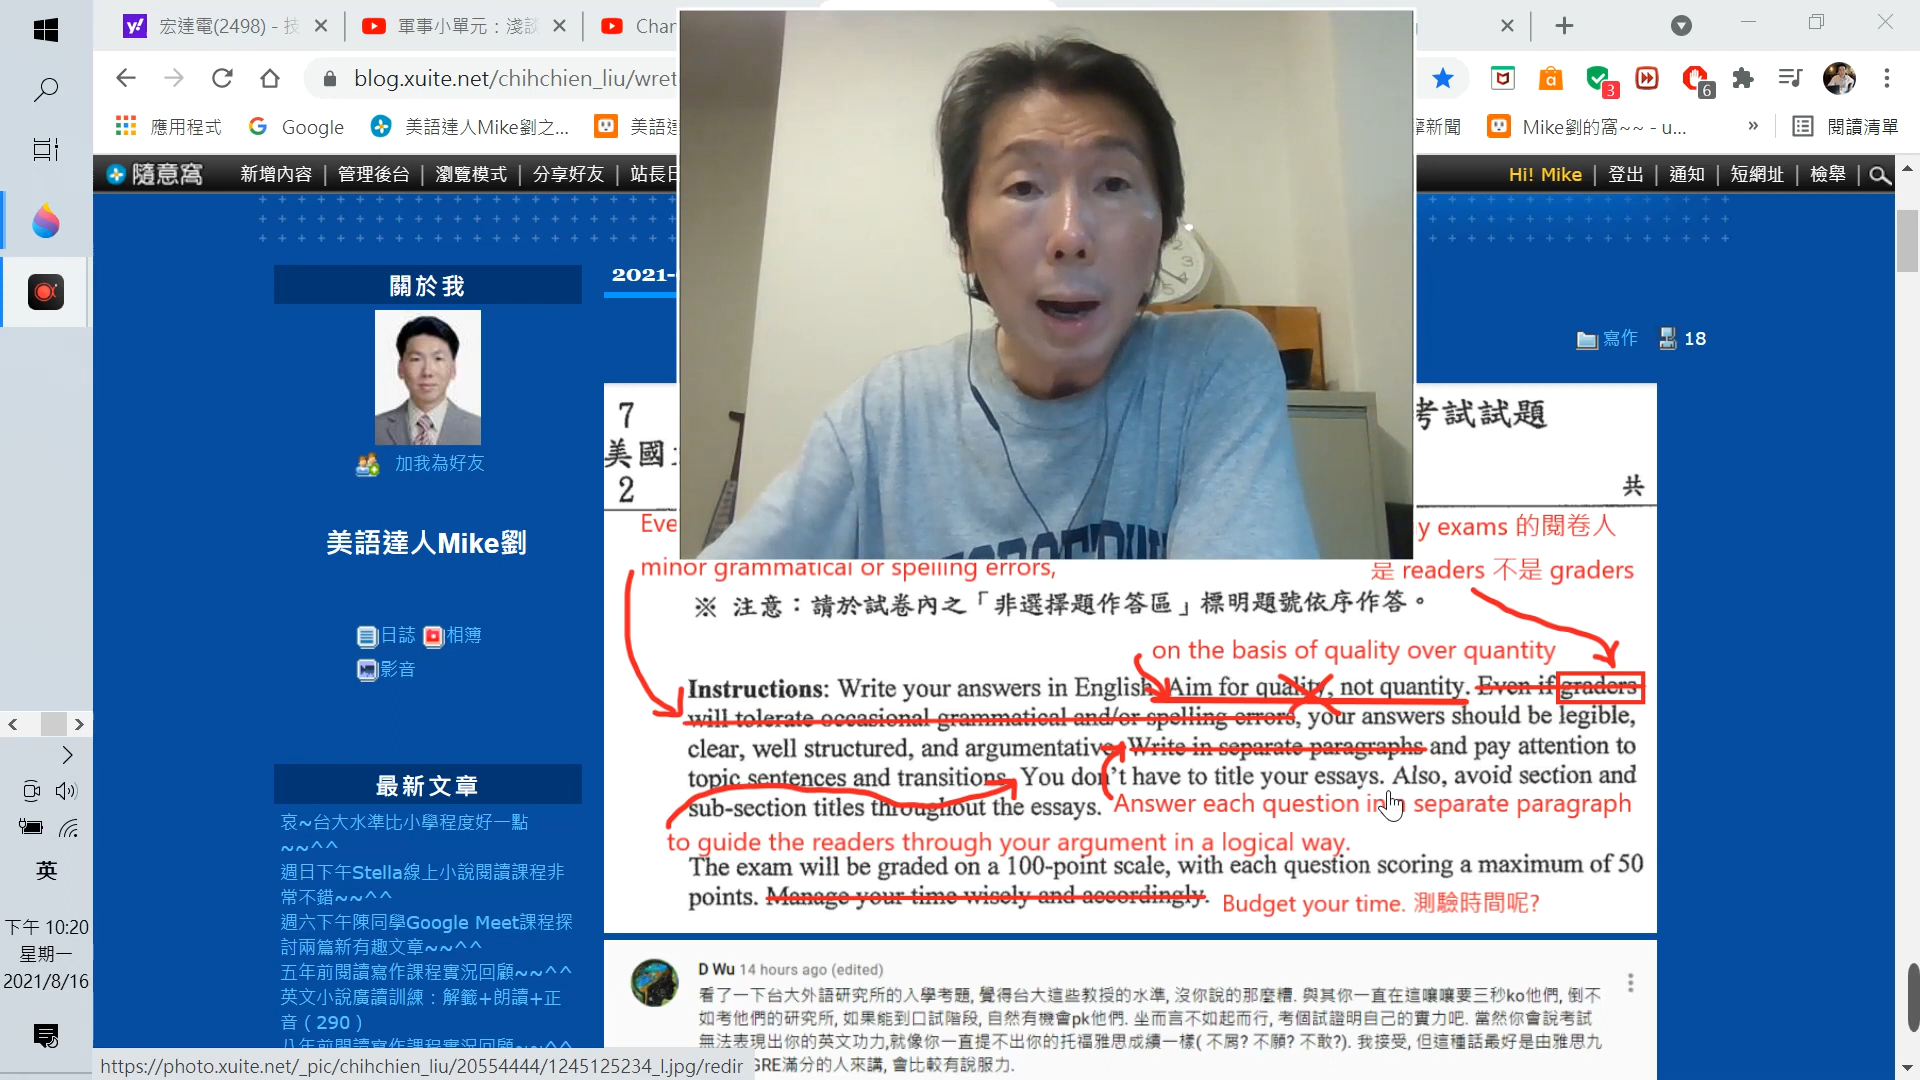 宏達電(2498) - 技
軍事小單元：淺談
Chan
blog.xuite.net/chihchien_liu/wret
3
6
應用程式
Google
美語達人Mike劉之...
美語達
新聞
Mike劉的窩~~ - u...
»
閱讀清單
隨意窩
新增內容 | 管理後台 | 瀏覽模式 | 分享好友 | 站長日
Hi! Mike | 登出 | 通知 | 短網址 | 檢舉
關於我
加我為好友
美語達人Mike劉
日誌 相簿
影音
最新文章
哀~台大水準比小學程度好一點
~~^^
週日下午Stella線上小說閱讀課程非
常不錯~~^^
週六下午陳同學Google Meet課程探
討兩篇新有趣文章~~^^
五年前閱讀寫作課程實況回顧~~^^
英文小說廣讀訓練：解籤+朗讀+正
音（290）
八年前閱讀寫作課程實況回顧~~^^
2021-
寫作 18
7
考試試題
美國
2
共
Eve
y exams 的閱卷人
minor grammatical or spelling errors,
是 readers 不是 graders
※ 注意：請於試卷內之「非選擇題作答區」標明題號依序作答。
on the basis of quality over quantity
Instructions: Write your answers in English. Aim for quality, not quantity. Even if graders
will tolerate occasional grammatical and/or spelling errors, your answers should be legible,
clear, well structured, and argumentative. Write in separate paragraphs and pay attention to
topic sentences and transitions. You don't have to title your essays. Also, avoid section and
sub-section titles throughout the essays.
Answer each question in a separate paragraph
to guide the readers through your argument in a logical way.
The exam will be graded on a 100-point scale, with each question scoring a maximum of 50
points. Manage your time wisely and accordingly.
Budget your time. 測驗時間呢?
D Wu 14 hours ago (edited)
看了一下台大外語研究所的入學考題, 覺得台大這些教授的水準, 沒你說的那麼糟. 與其你一直在這嚷嚷要三秒ko他們, 倒不
如考他們的研究所, 如果能到口試階段, 自然有機會pk他們. 坐而言不如起而行, 考個試證明自己的實力吧. 當然你會說考試
無法表現出你的英文功力,就像你一直提不出你的托福雅思成績一樣( 不屑? 不願? 不敢?). 我接受, 但這種話最好是由雅思九
GRE滿分的人來講, 會比較有說服力.
https://photo.xuite.net/_pic/chihchien_liu/20554444/1245125234_l.jpg/redir
英
下午 10:20
星期一
2021/8/16